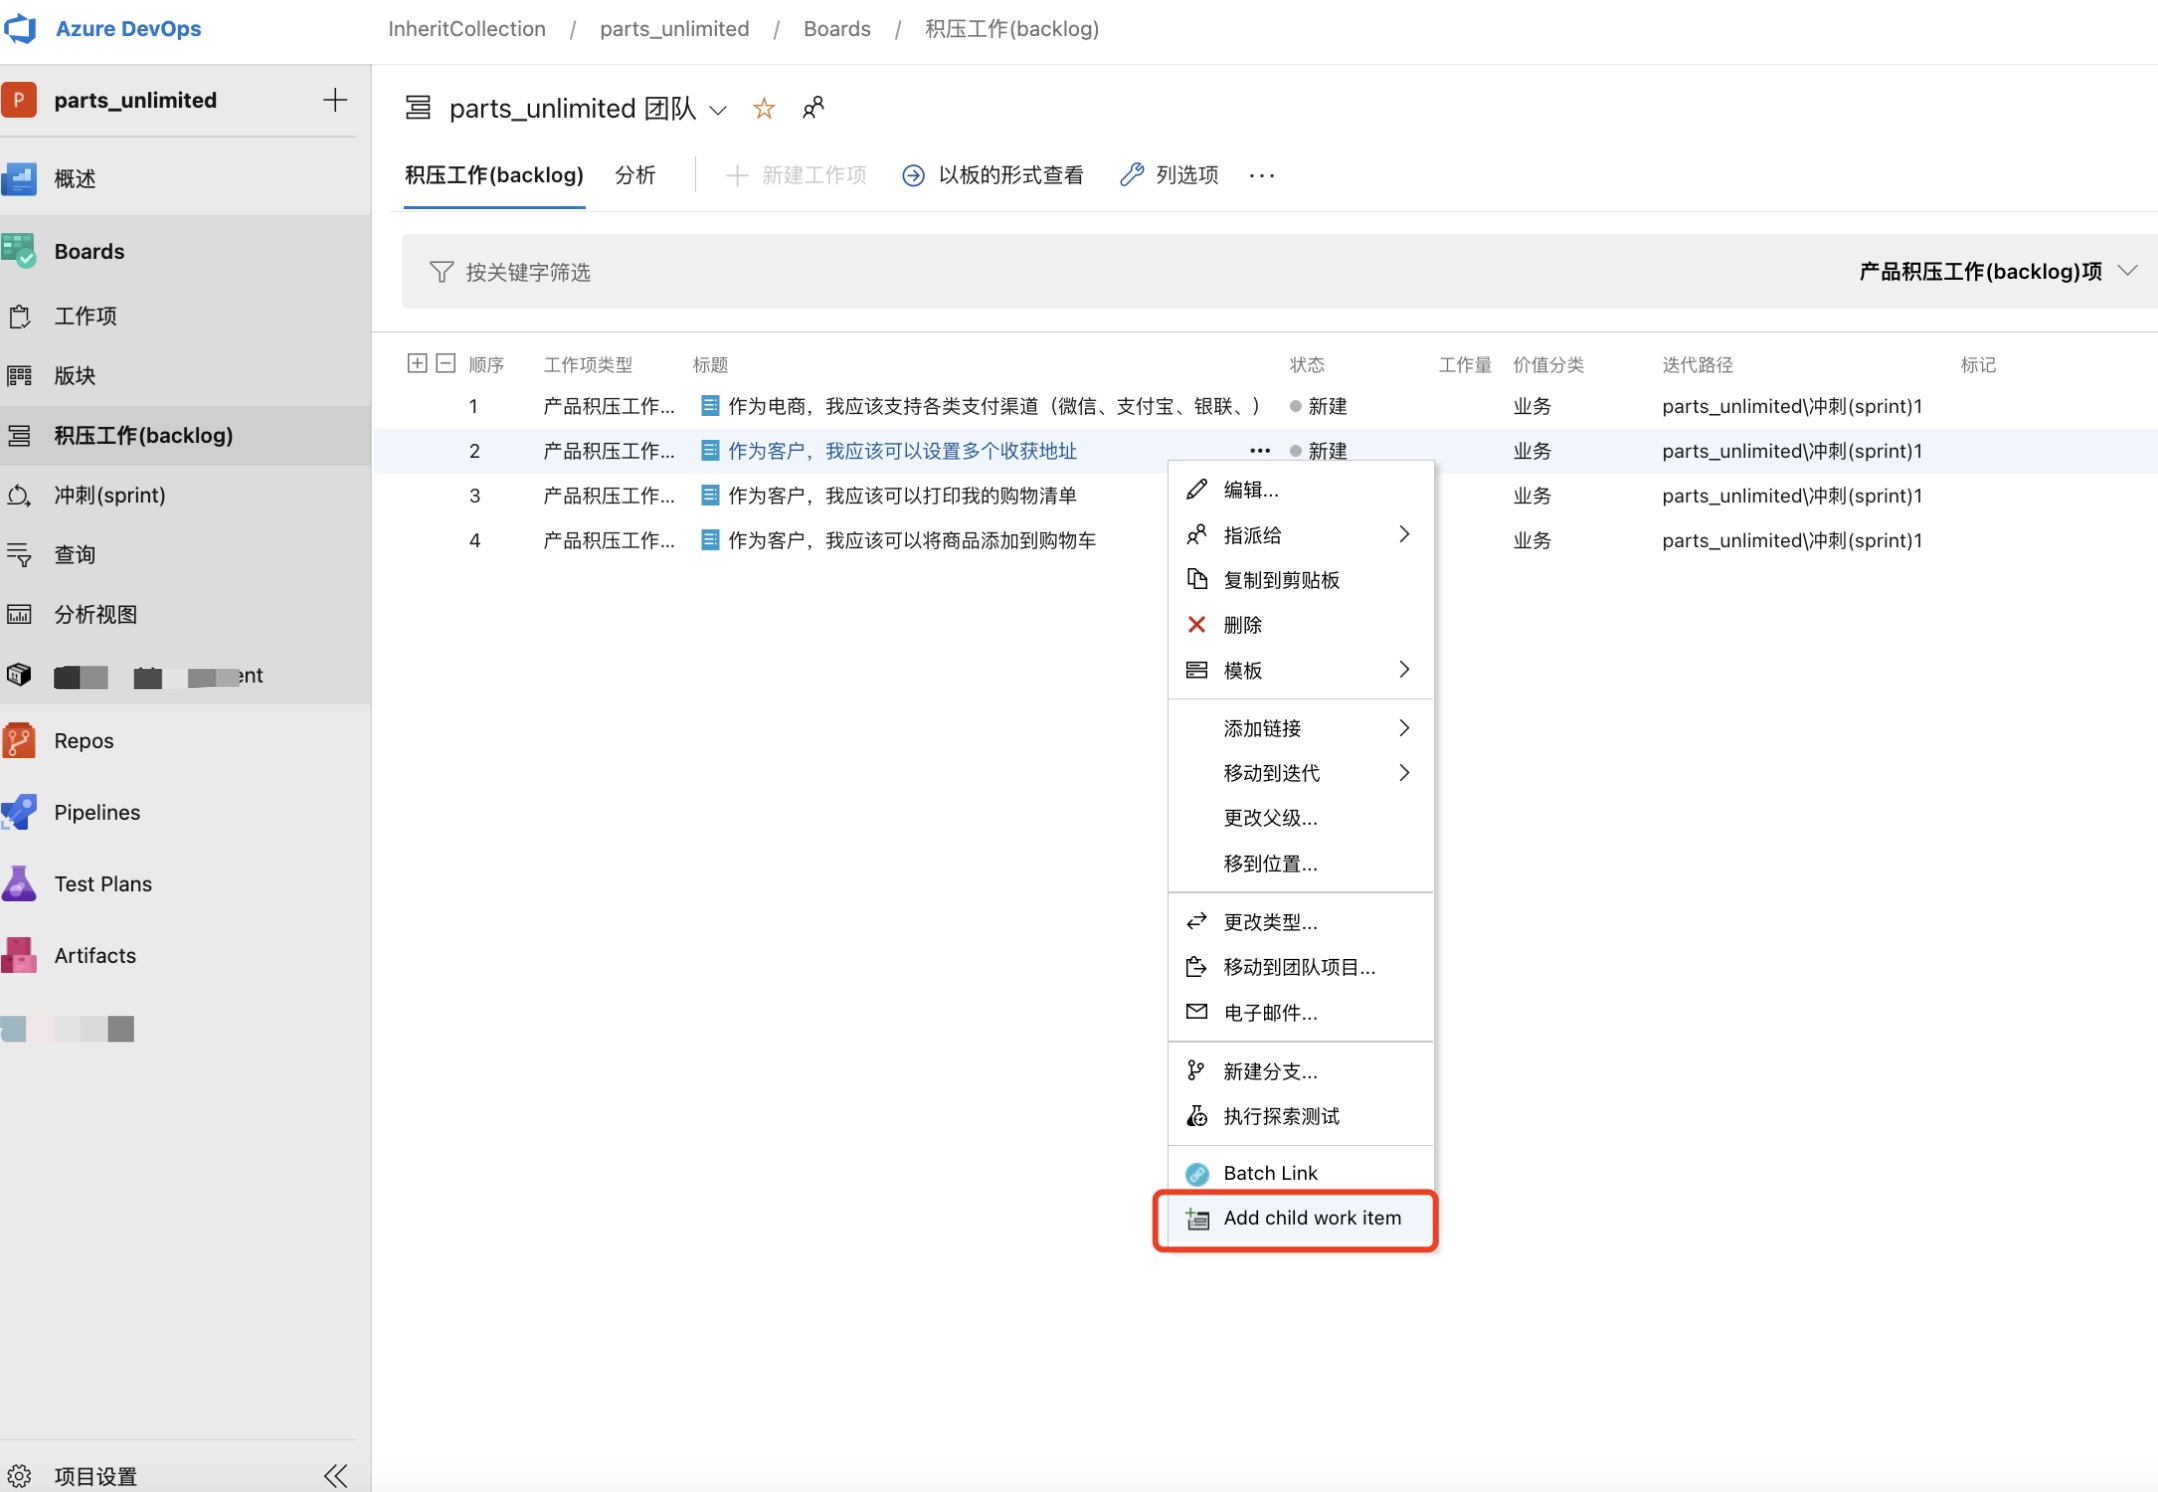 Azure DevOps
InheritCollection / parts_unlimited / Boards / 积压工作(backlog)
P parts_unlimited
概述
Boards
工作项
版块
积压工作(backlog)
冲刺(sprint)
查询
分析视图
ent
Repos
Pipelines
Test Plans
Artifacts
项目设置
parts_unlimited 团队
积压工作(backlog) 分析 新建工作项 以板的形式查看 列选项 ...
按关键字筛选 产品积压工作(backlog)项
顺序 工作项类型 标题 状态 工作量 价值分类 迭代路径 标记
1 产品积压工作... 作为电商，我应该支持各类支付渠道（微信、支付宝、银联、） 新建 业务 parts_unlimited\冲刺(sprint)1
2 产品积压工作... 作为客户，我应该可以设置多个收获地址 ... 新建 业务 parts_unlimited\冲刺(sprint)1
3 产品积压工作... 作为客户，我应该可以打印我的购物清单 业务 parts_unlimited\冲刺(sprint)1
4 产品积压工作... 作为客户，我应该可以将商品添加到购物车 业务 parts_unlimited\冲刺(sprint)1
编辑...
指派给
复制到剪贴板
删除
模板
添加链接
移动到迭代
更改父级...
移到位置...
更改类型...
移动到团队项目...
电子邮件...
新建分支...
执行探索测试
Batch Link
Add child work item